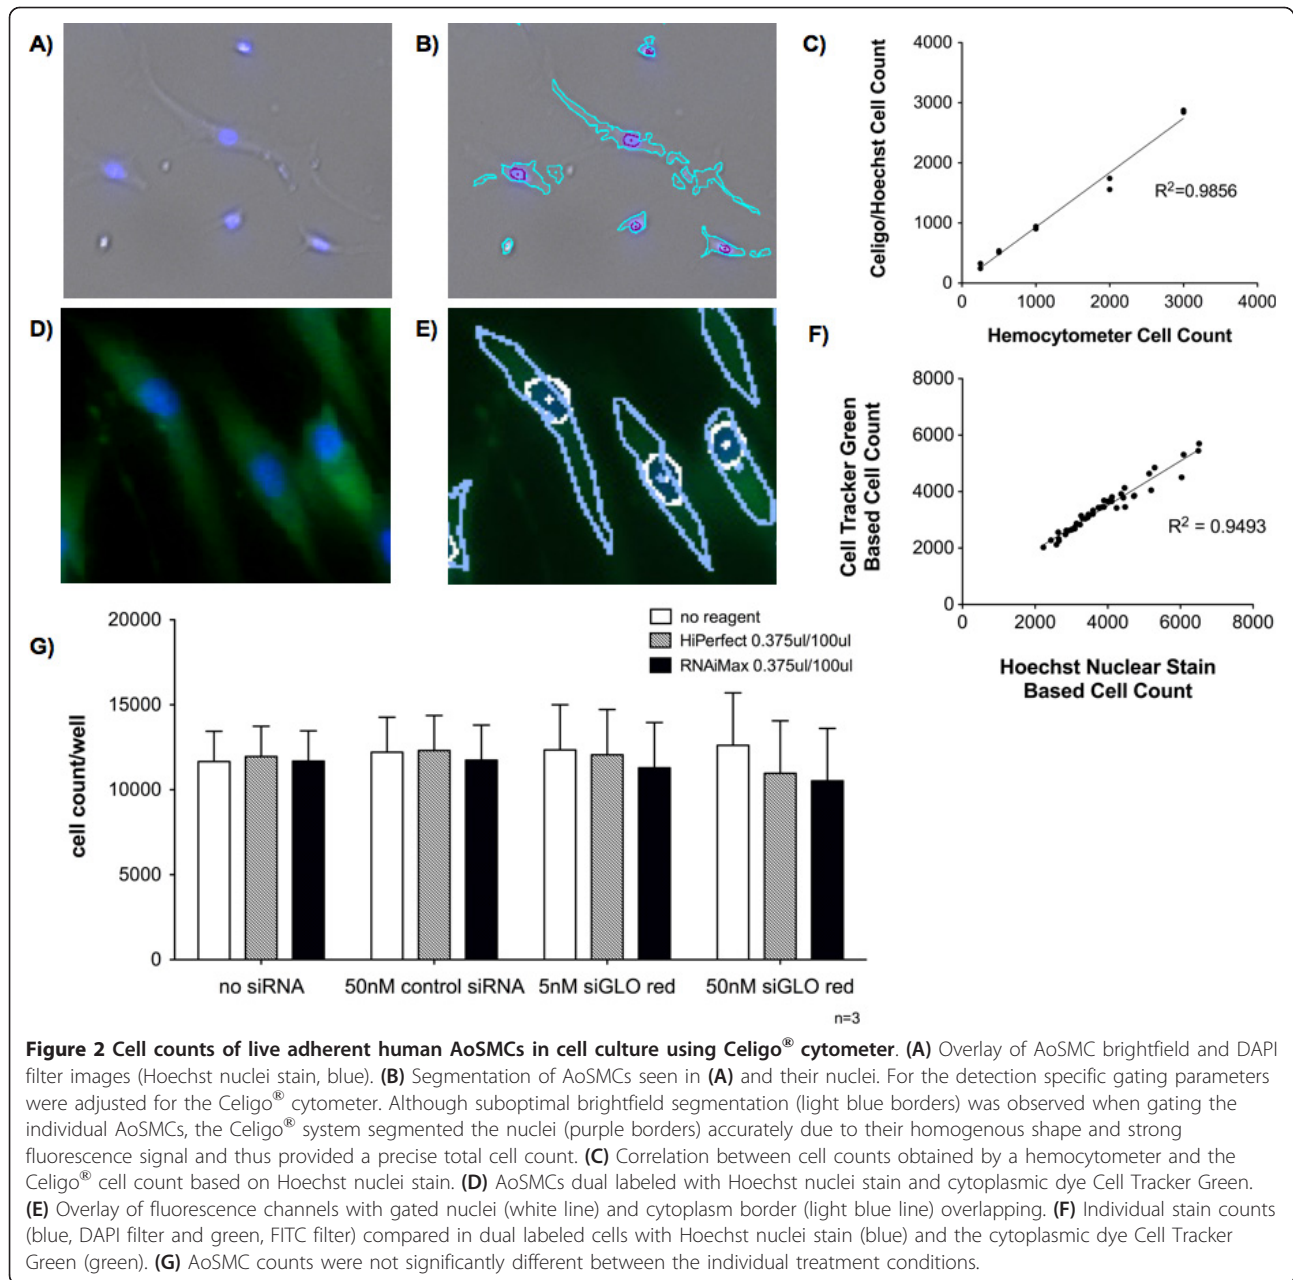 A)
B)
C)
Celigo/Hoechst Cell Count
4000
3000
2000
1000
0
R²=0.9856
0 1000 2000 3000 4000
Hemocytometer Cell Count
D)
E)
F)
Cell Tracker Green
Based Cell Count
8000
6000
4000
2000
0
R² = 0.9493
0 2000 4000 6000 8000
Hoechst Nuclear Stain
Based Cell Count
G)
cell count/well
20000
15000
10000
5000
0
no reagent
HiPerfect 0.375ul/100ul
RNAiMax 0.375ul/100ul
no siRNA 50nM control siRNA 5nM siGLO red 50nM siGLO red
n=3
Figure 2 Cell counts of live adherent human AoSMCs in cell culture using Celigo® cytometer. (A) Overlay of AoSMC brightfield and DAPI
filter images (Hoechst nuclei stain, blue). (B) Segmentation of AoSMCs seen in (A) and their nuclei. For the detection specific gating parameters
were adjusted for the Celigo® cytometer. Although suboptimal brightfield segmentation (light blue borders) was observed when gating the
individual AoSMCs, the Celigo® system segmented the nuclei (purple borders) accurately due to their homogenous shape and strong
fluorescence signal and thus provided a precise total cell count. (C) Correlation between cell counts obtained by a hemocytometer and the
Celigo® cell count based on Hoechst nuclei stain. (D) AoSMCs dual labeled with Hoechst nuclei stain and cytoplasmic dye Cell Tracker Green.
(E) Overlay of fluorescence channels with gated nuclei (white line) and cytoplasm border (light blue line) overlapping. (F) Individual stain counts
(blue, DAPI filter and green, FITC filter) compared in dual labeled cells with Hoechst nuclei stain (blue) and the cytoplasmic dye Cell Tracker
Green (green). (G) AoSMC counts were not significantly different between the individual treatment conditions.